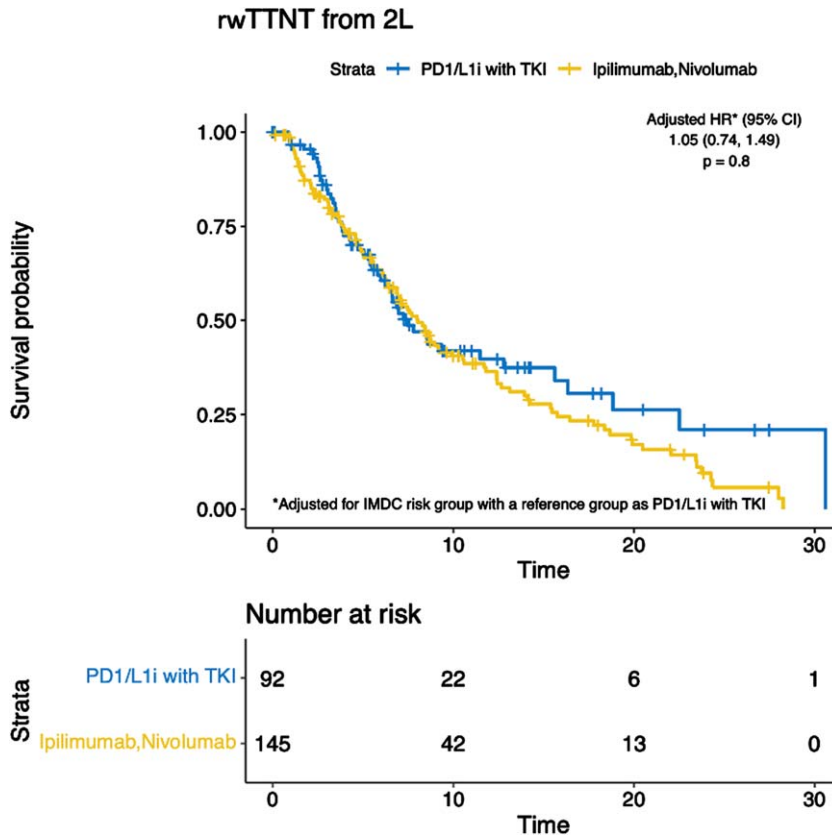 rwTTNT from 2L
Strata PD1/L1i with TKI Ipilimumab,Nivolumab
Adjusted HR* (95% CI)
1.05 (0.74, 1.49)
p = 0.8
Survival probability
1.00
0.75
0.50
0.25
0.00
*Adjusted for IMDC risk group with a reference group as PD1/L1i with TKI
0 10 20 30
Time
Number at risk
Strata
PD1/L1i with TKI 92 22 6 1
Ipilimumab,Nivolumab 145 42 13 0
0 10 20 30
Time